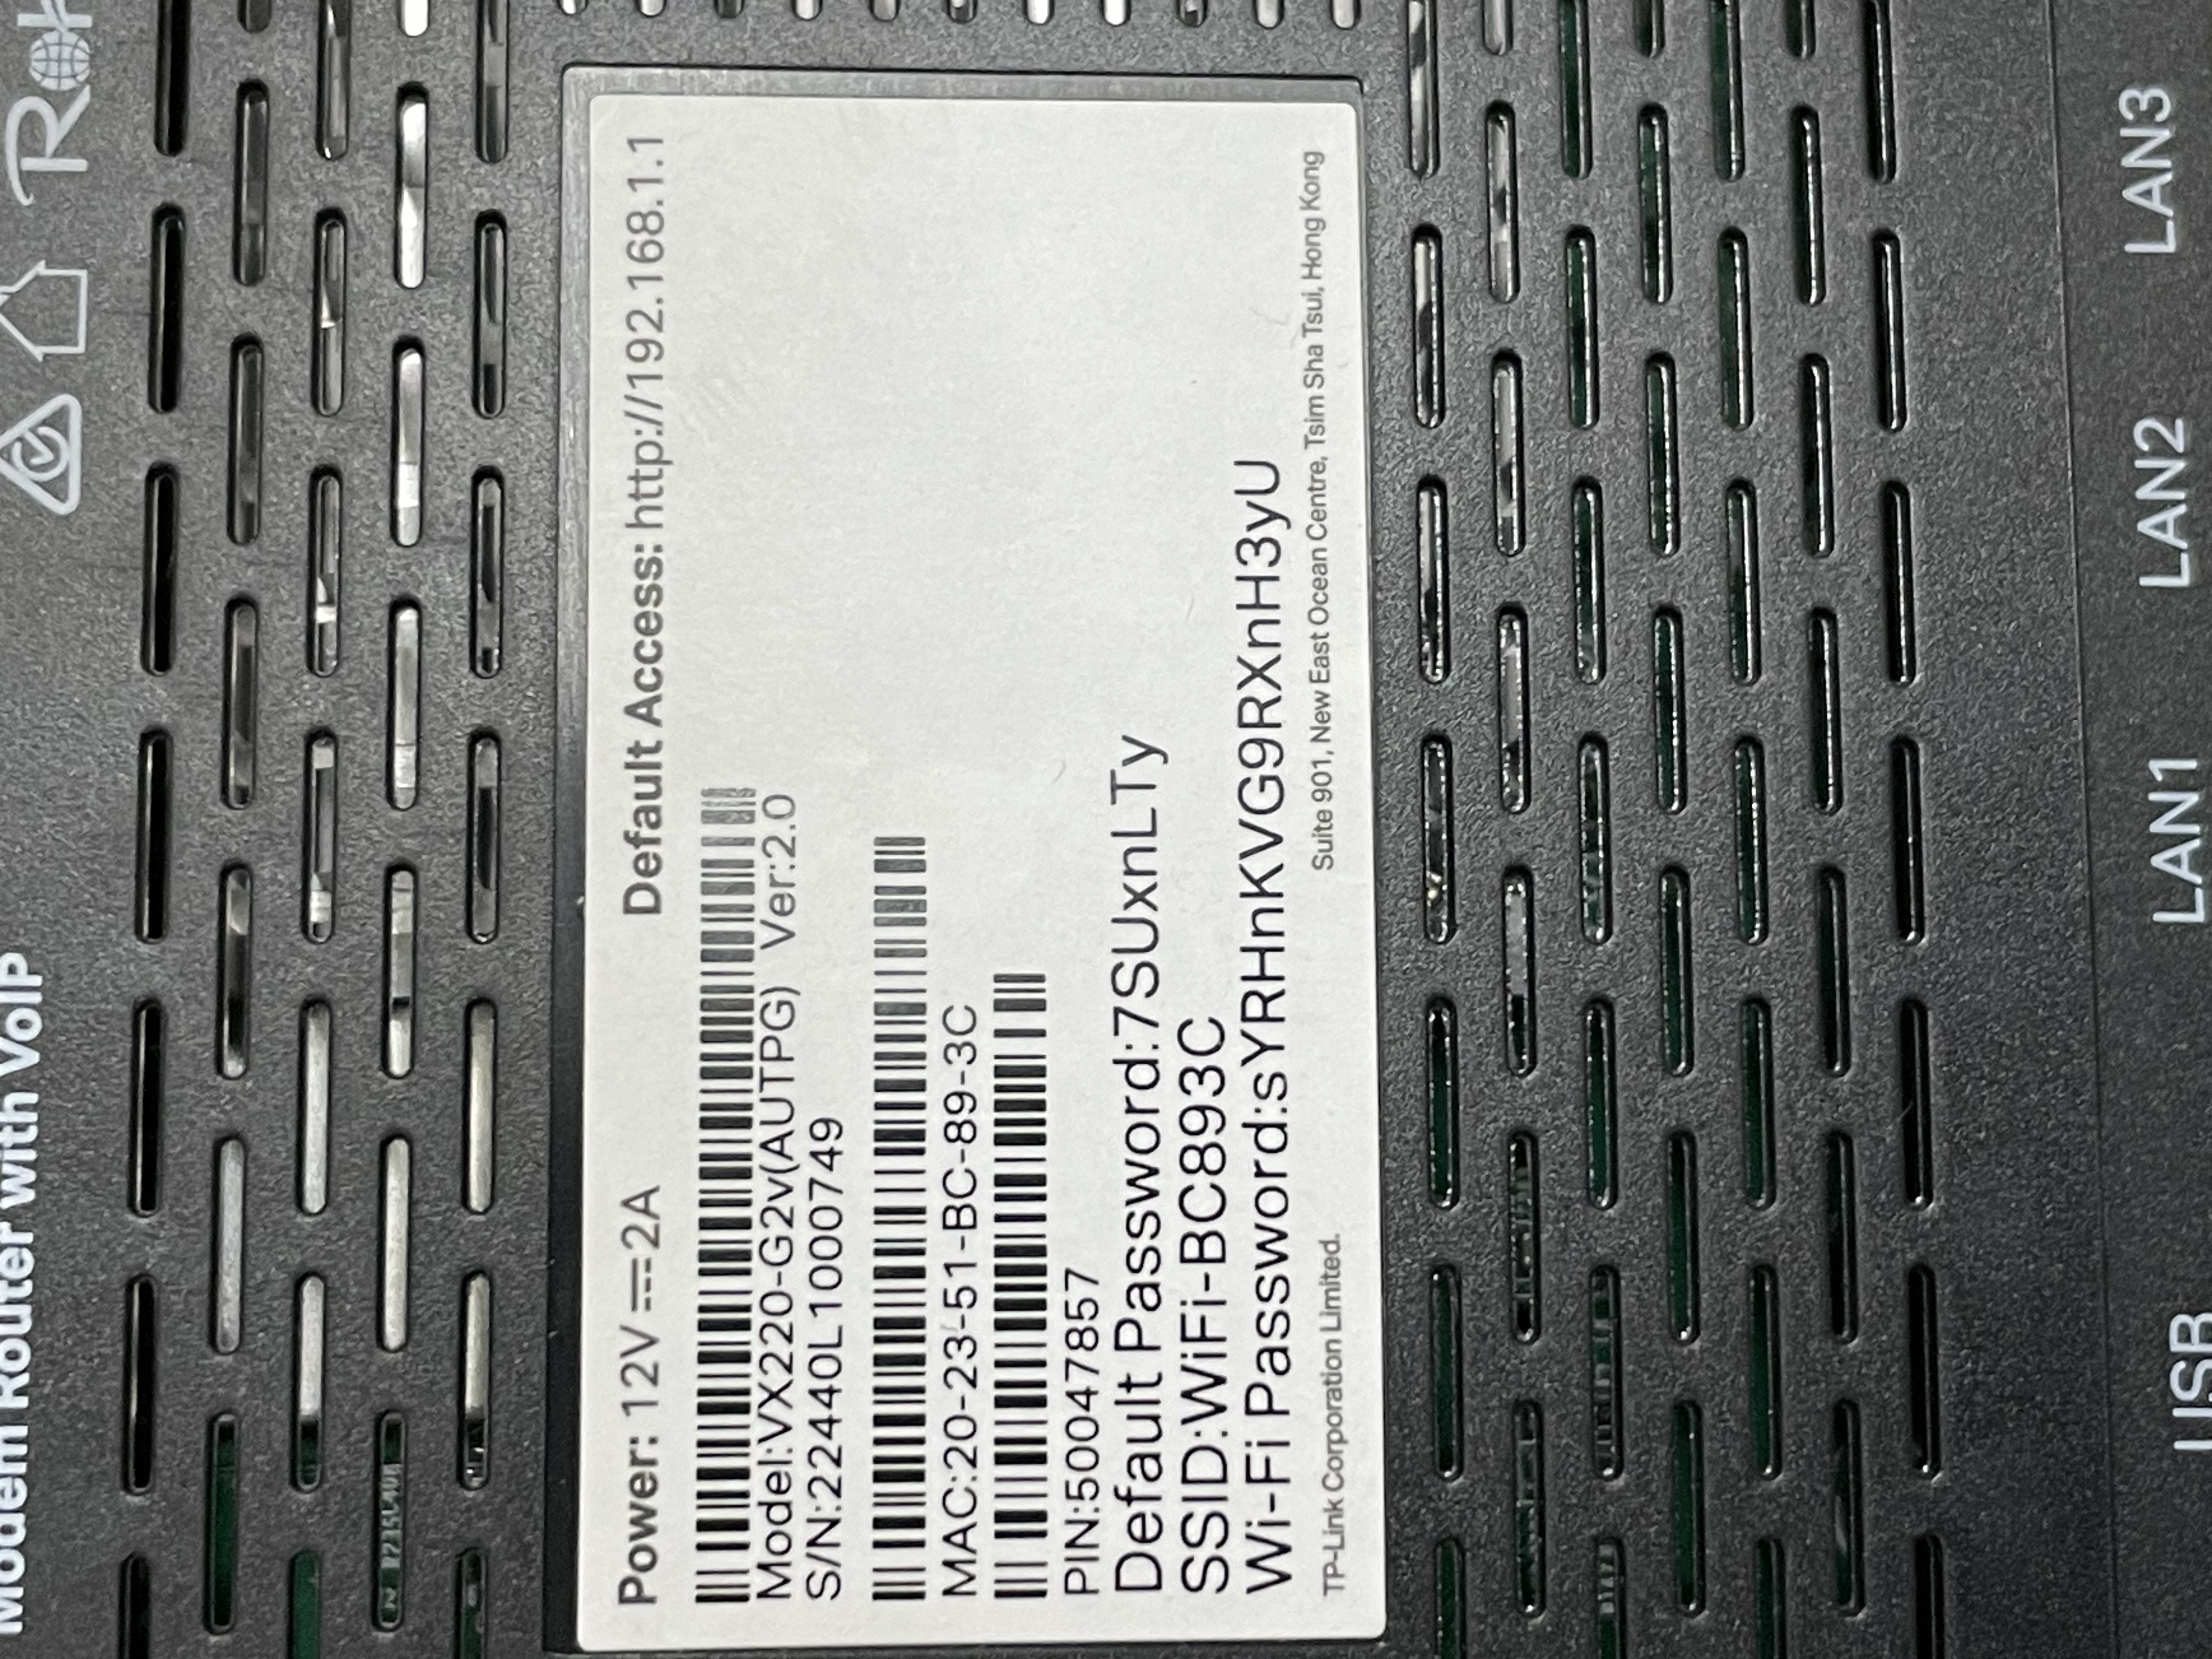 Modem Router with VoIP
Power: 12V⎓2A
Default Access: http://192.168.1.1
Model:VX220-G2v(AUTPG) Ver:2.0
S/N:22440L1000749
MAC:20-23-51-BC-89-3C
PIN:50047857
Default Password:7SUxnLTy
SSID:WiFi-BC893C
Wi-Fi Password:sYRHnKVG9RXnH3yU
TP-Link Corporation Limited.
Suite 901, New East Ocean Centre, Tsim Sha Tsui, Hong Kong
USB
LAN1
LAN2
LAN3